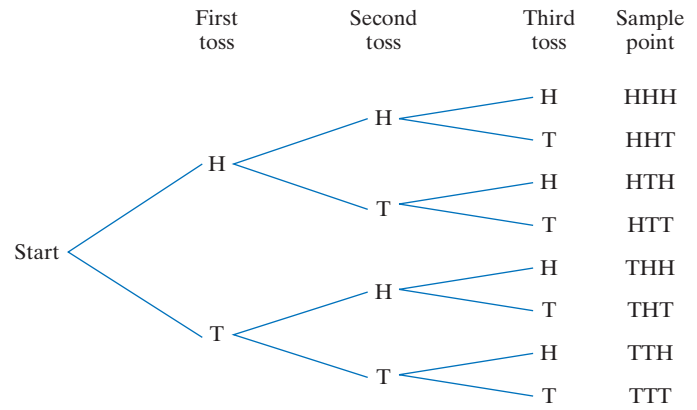 First Second Third Sample
toss toss toss point
H HHH
H
T HHT
H
H HTH
T
T HTT
Start
H THH
H
T THT
T
H TTH
T
T TTT